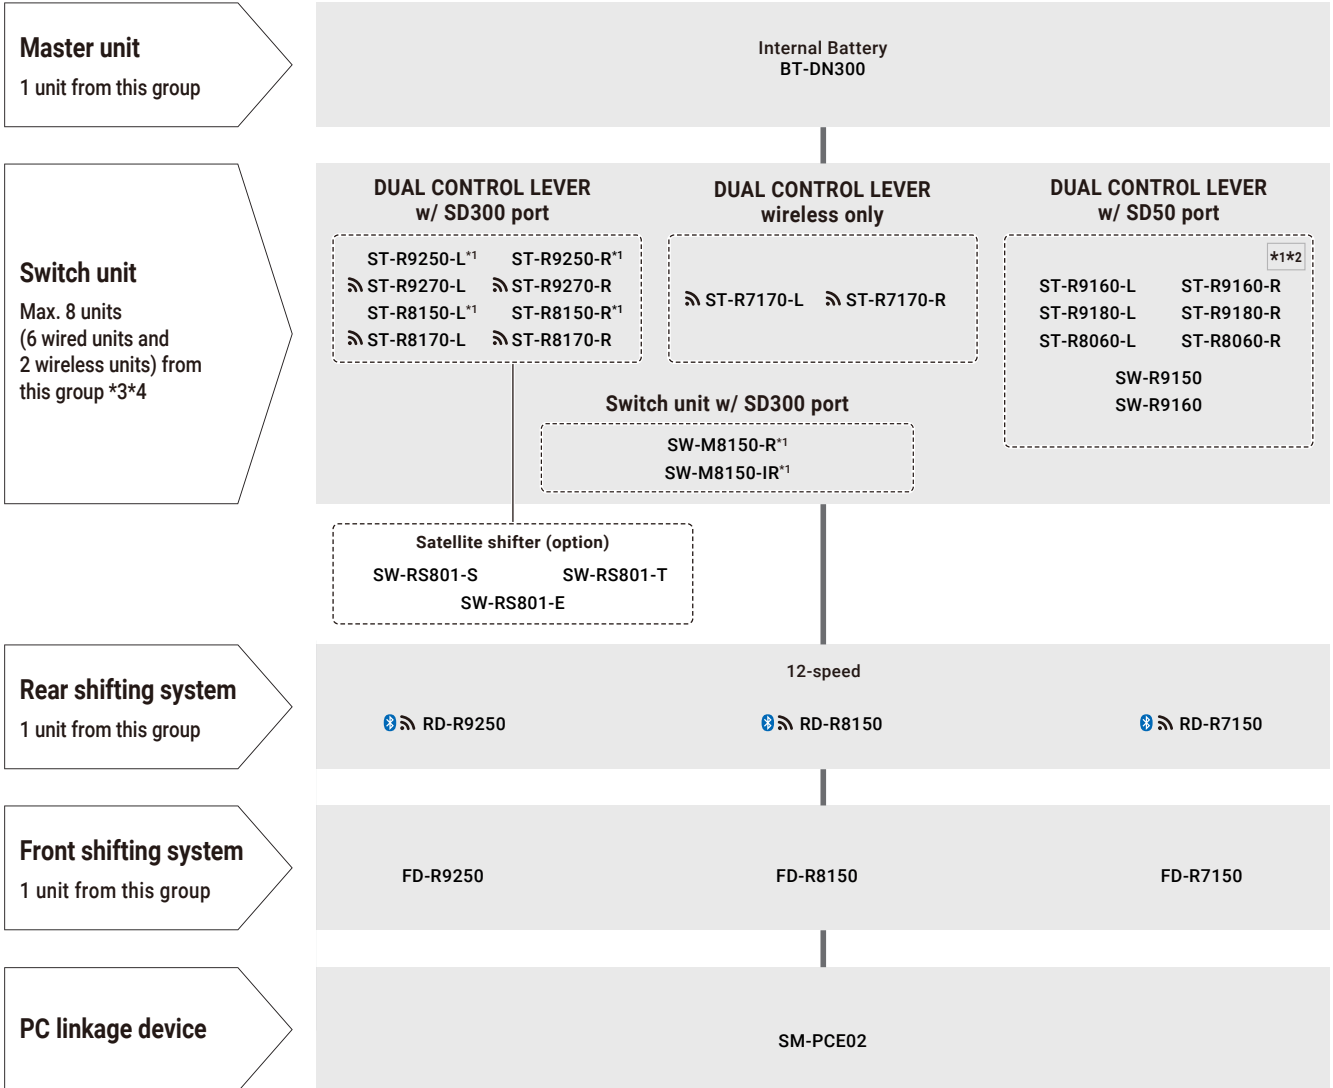 Master unit
1 unit from this group
Internal Battery
BT-DN300
Switch unit
Max. 8 units
(6 wired units and
2 wireless units) from
this group *3*4
DUAL CONTROL LEVER
w/ SD300 port
ST-R9250-L*1 ST-R9250-R*1
ST-R9270-L ST-R9270-R
ST-R8150-L*1 ST-R8150-R*1
ST-R8170-L ST-R8170-R
DUAL CONTROL LEVER
wireless only
ST-R7170-L ST-R7170-R
DUAL CONTROL LEVER
w/ SD50 port
*1*2
ST-R9160-L ST-R9160-R
ST-R9180-L ST-R9180-R
ST-R8060-L ST-R8060-R
SW-R9150
SW-R9160
Switch unit w/ SD300 port
SW-M8150-R*1
SW-M8150-IR*1
Satellite shifter (option)
SW-RS801-S SW-RS801-T
SW-RS801-E
Rear shifting system
1 unit from this group
12-speed
RD-R9250 RD-R8150 RD-R7150
Front shifting system
1 unit from this group
FD-R9250 FD-R8150 FD-R7150
PC linkage device
SM-PCE02